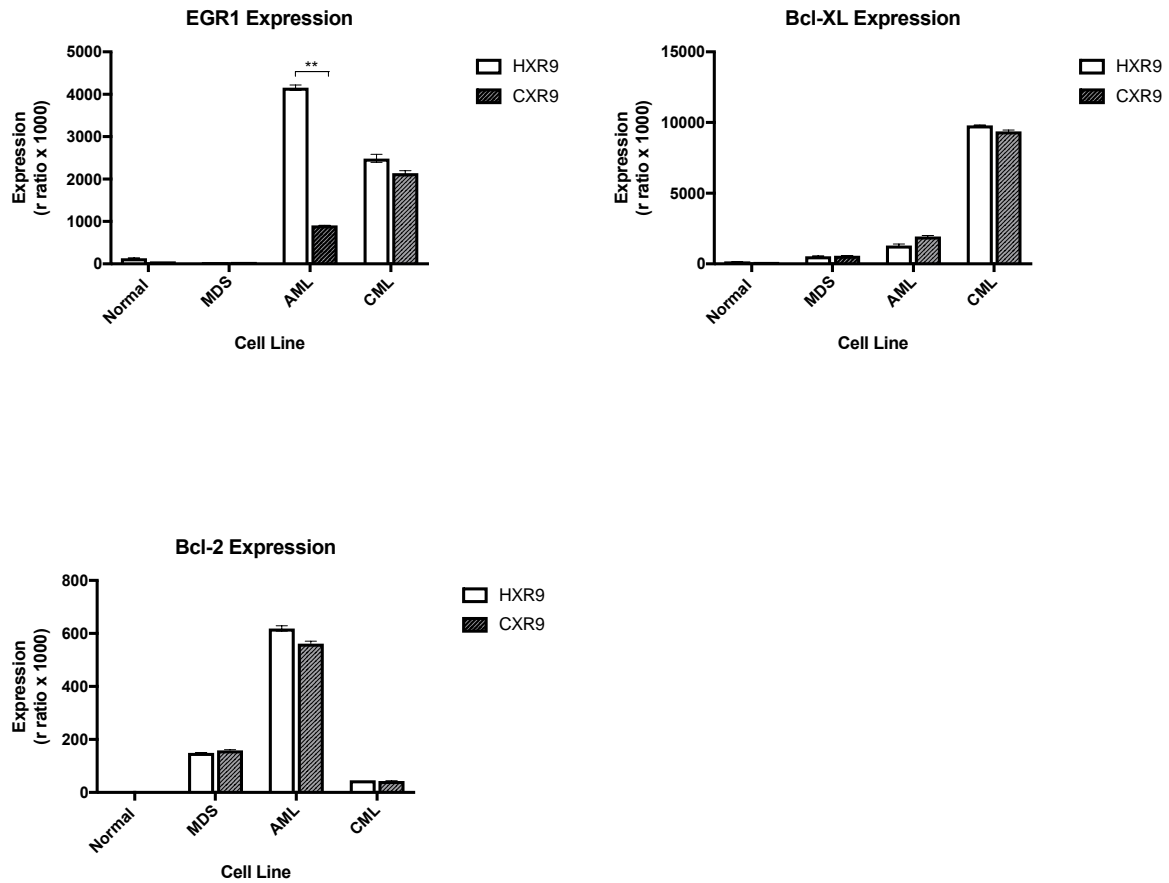 EGR1 Expression
5000
4000
3000
2000
1000
0
Expression
(r ratio x 1000)
**
Normal
MDS
AML
CML
Cell Line
HXR9
CXR9
Bcl-XL Expression
15000
10000
5000
0
Expression
(r ratio x 1000)
Normal
MDS
AML
CML
Cell Line
HXR9
CXR9
Bcl-2 Expression
800
600
400
200
0
Expression
(r ratio x 1000)
Normal
MDS
AML
CML
Cell Line
HXR9
CXR9